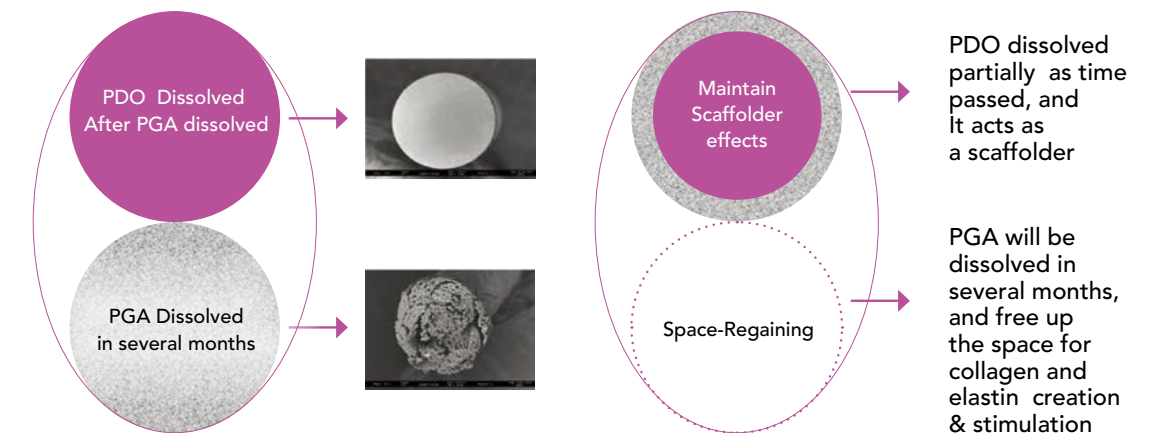 PDO Dissolved
After PGA dissolved
PGA Dissolved
in several months
Maintain
Scaffolder
effects
Space-Regaining
PDO dissolved
partially as time
passed, and
It acts as
a scaffolder
PGA will be
dissolved in
several months,
and free up
the space for
collagen and
elastin creation
& stimulation